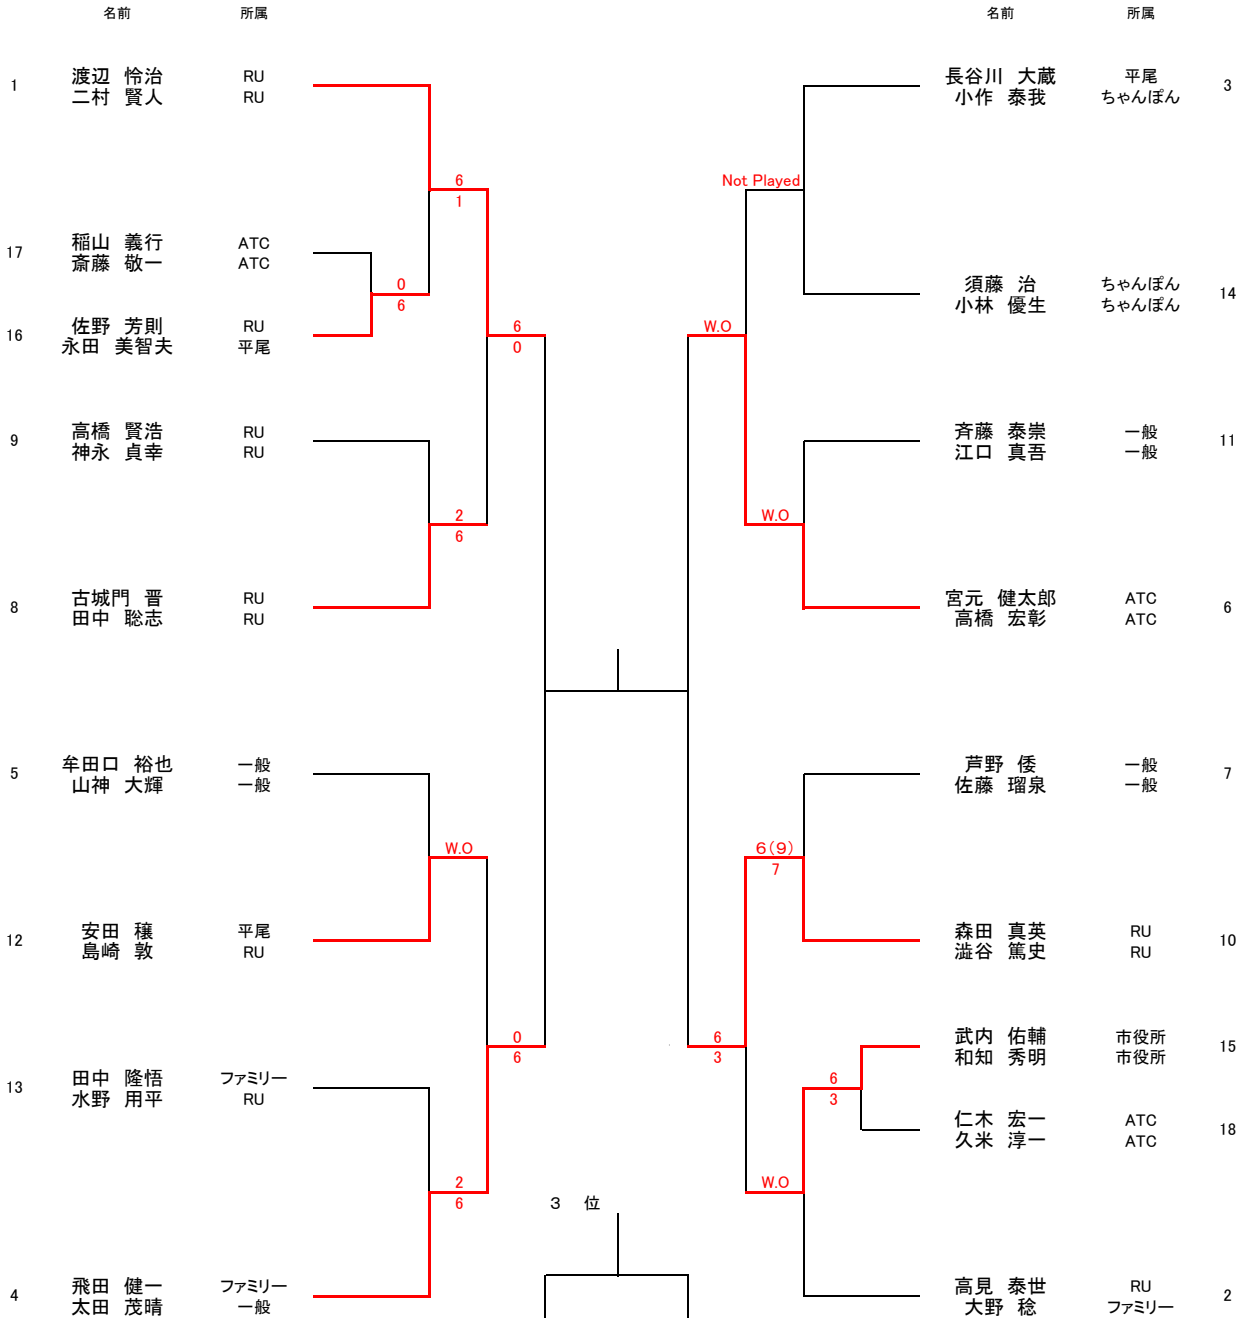 名前 所属 名前 所属
1 渡辺 怜治 RU
二村 賢人 RU
長谷川 大蔵 平尾 3
小作 泰我 ちゃんぽん
6
1
Not Played
17 稲山 義行 ATC
斎藤 敬一 ATC
0
6
須藤 治 ちゃんぽん 14
小林 優生 ちゃんぽん
16 佐野 芳則 RU
永田 美智夫 平尾
6
0
W.O
9 高橋 賢浩 RU
神永 貞幸 RU
斉藤 泰崇 一般 11
江口 真吾 一般
2
6
W.O
8 古城門 晋 RU
田中 聡志 RU
宮元 健太郎 ATC 6
高橋 宏彰 ATC
5 牟田口 裕也 一般
山神 大輝 一般
芦野 倭 一般 7
佐藤 瑠泉 一般
W.O
6(9)
7
12 安田 穣 平尾
島崎 敦 RU
森田 真英 RU 10
澁谷 篤史 RU
0
6
6
3
武内 佑輔 市役所 15
和知 秀明 市役所
13 田中 隆悟 ファミリー
水野 用平 RU
6
3
仁木 宏一 ATC 18
久米 淳一 ATC
2
6
W.O
3 位
4 飛田 健一 ファミリー
太田 茂晴 一般
高見 泰世 RU 2
大野 稔 ファミリー